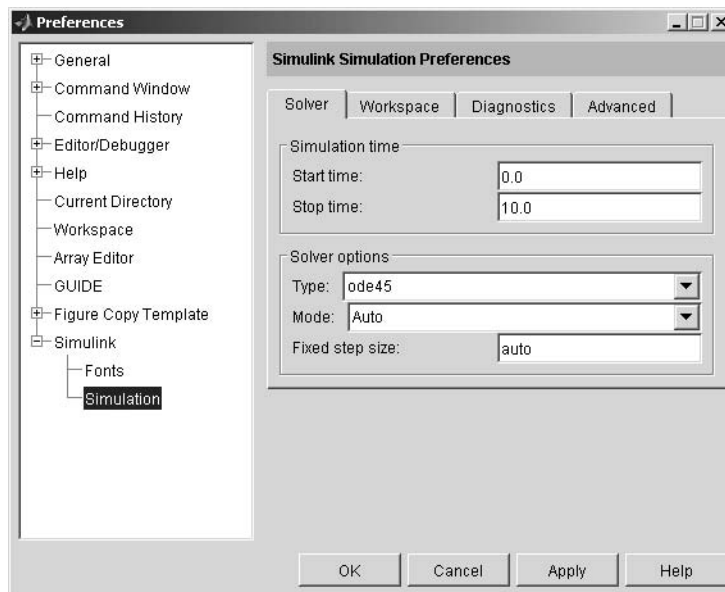 Preferences
General
Command Window
Command History
Editor/Debugger
Help
Current Directory
Workspace
Array Editor
GUIDE
Figure Copy Template
Simulink
Fonts
Simulation
Simulink Simulation Preferences
Solver Workspace Diagnostics Advanced
Simulation time
Start time: 0.0
Stop time: 10.0
Solver options
Type: ode45
Mode: Auto
Fixed step size: auto
OK Cancel Apply Help